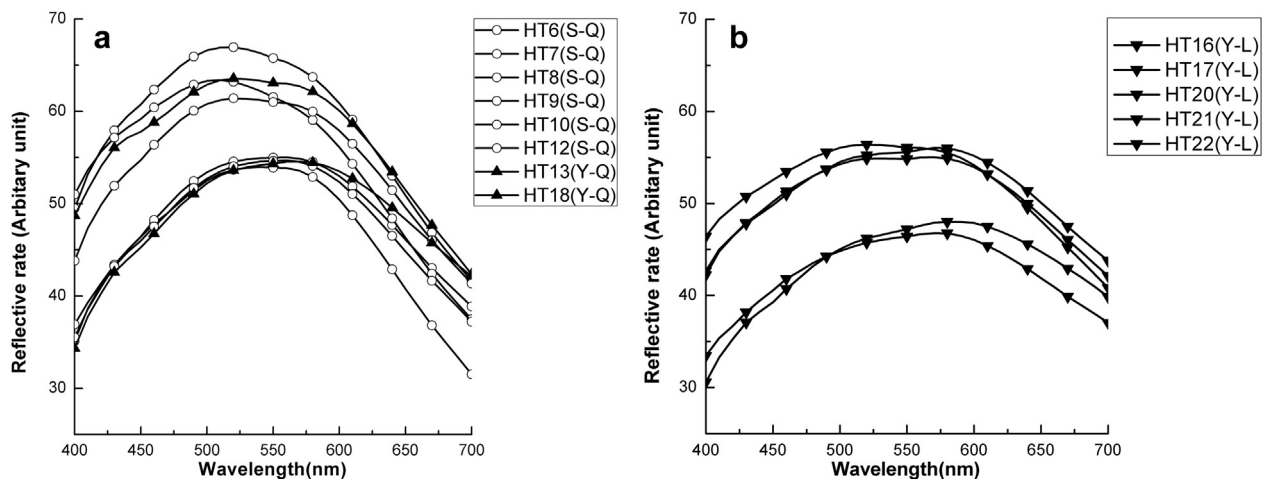 a
70
60
50
40
30
400 450 500 550 600 650 700
Reflective rate (Arbitary unit)
Wavelength(nm)
HT6(S-Q)
HT7(S-Q)
HT8(S-Q)
HT9(S-Q)
HT10(S-Q)
HT12(S-Q)
HT13(Y-Q)
HT18(Y-Q)
b
70
60
50
40
30
400 450 500 550 600 650 700
Reflective rate (Arbitary unit)
Wavelength(nm)
HT16(Y-L)
HT17(Y-L)
HT20(Y-L)
HT21(Y-L)
HT22(Y-L)